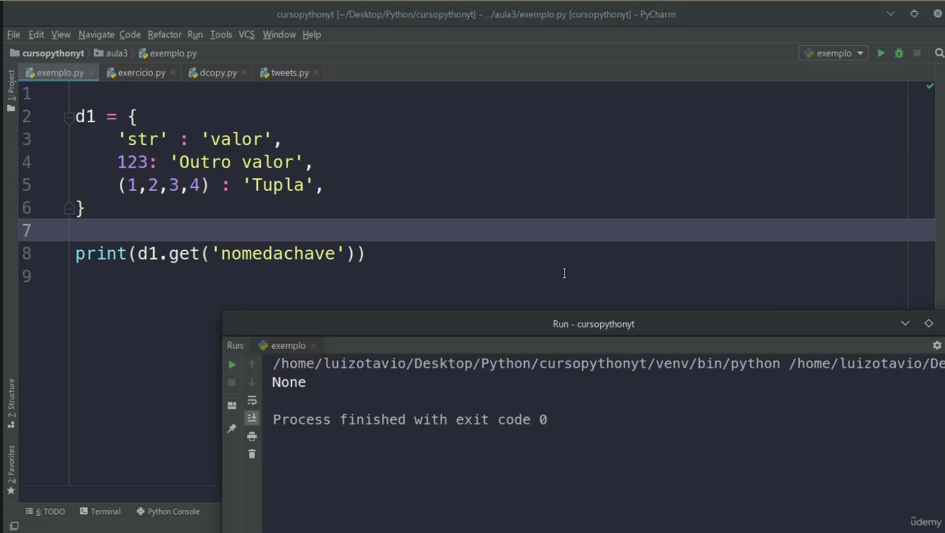 cursopythonyt [~/Desktop/Python/cursopythonyt] - .../aula3/exemplo.py [cursopythonyt] - PyCharm
File Edit View Navigate Code Refactor Run Tools VCS Window Help
cursopythonyt aula3 exemplo.py exemplo
exemplo.py exercicio.py dcopy.py tweets.py
1: Project
1
2 d1 = {
3 'str' : 'valor',
4 123: 'Outro valor',
5 (1,2,3,4) : 'Tupla',
6 }
7
8 print(d1.get('nomedachave'))
9
Run - cursopythonyt
Run: exemplo
/home/luizotavio/Desktop/Python/cursopythonyt/venv/bin/python /home/luizotavio/De
None
Process finished with exit code 0
7: Structure
2: Favorites
6: TODO Terminal Python Console
ûdemy